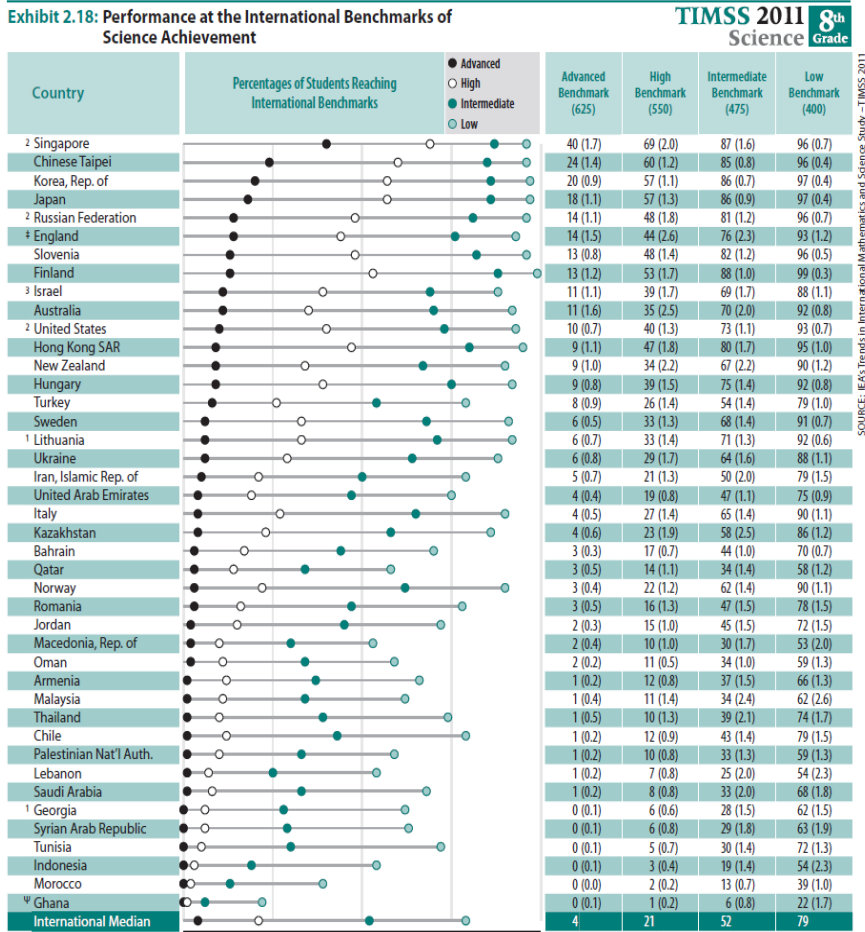 Exhibit 2.18: Performance at the International Benchmarks of
Science Achievement
TIMSS 2011
Science
8th
Grade
Country
Percentages of Students Reaching
International Benchmarks
Advanced
High
Intermediate
Low
Advanced
Benchmark
(625)
High
Benchmark
(550)
Intermediate
Benchmark
(475)
Low
Benchmark
(400)
2 Singapore 40 (1.7) 69 (2.0) 87 (1.6) 96 (0.7)
Chinese Taipei 24 (1.4) 60 (1.2) 85 (0.8) 96 (0.4)
Korea, Rep. of 20 (0.9) 57 (1.1) 86 (0.7) 97 (0.4)
Japan 18 (1.1) 57 (1.3) 86 (0.9) 97 (0.4)
2 Russian Federation 14 (1.1) 48 (1.8) 81 (1.2) 96 (0.7)
‡ England 14 (1.5) 44 (2.6) 76 (2.3) 93 (1.2)
Slovenia 13 (0.8) 48 (1.4) 82 (1.2) 96 (0.5)
Finland 13 (1.2) 53 (1.7) 88 (1.0) 99 (0.3)
3 Israel 11 (1.1) 39 (1.7) 69 (1.7) 88 (1.1)
Australia 11 (1.6) 35 (2.5) 70 (2.0) 92 (0.8)
2 United States 10 (0.7) 40 (1.3) 73 (1.1) 93 (0.7)
Hong Kong SAR 9 (1.1) 47 (1.8) 80 (1.7) 95 (1.0)
New Zealand 9 (1.0) 34 (2.2) 67 (2.2) 90 (1.2)
Hungary 9 (0.8) 39 (1.5) 75 (1.4) 92 (0.8)
Turkey 8 (0.9) 26 (1.4) 54 (1.4) 79 (1.0)
Sweden 6 (0.5) 33 (1.3) 68 (1.4) 91 (0.7)
1 Lithuania 6 (0.7) 33 (1.4) 71 (1.3) 92 (0.6)
Ukraine 6 (0.8) 29 (1.7) 64 (1.6) 88 (1.1)
Iran, Islamic Rep. of 5 (0.7) 21 (1.3) 50 (2.0) 79 (1.5)
United Arab Emirates 4 (0.4) 19 (0.8) 47 (1.1) 75 (0.9)
Italy 4 (0.5) 27 (1.4) 65 (1.4) 90 (1.1)
Kazakhstan 4 (0.6) 23 (1.9) 58 (2.5) 86 (1.2)
Bahrain 3 (0.3) 17 (0.7) 44 (1.0) 70 (0.7)
Qatar 3 (0.5) 14 (1.1) 34 (1.4) 58 (1.2)
Norway 3 (0.4) 22 (1.2) 62 (1.4) 90 (1.1)
Romania 3 (0.5) 16 (1.3) 47 (1.5) 78 (1.5)
Jordan 2 (0.3) 15 (1.0) 45 (1.5) 72 (1.5)
Macedonia, Rep. of 2 (0.4) 10 (1.0) 30 (1.7) 53 (2.0)
Oman 2 (0.2) 11 (0.5) 34 (1.0) 59 (1.3)
Armenia 1 (0.2) 12 (0.8) 37 (1.5) 66 (1.3)
Malaysia 1 (0.4) 11 (1.4) 34 (2.4) 62 (2.6)
Thailand 1 (0.5) 10 (1.3) 39 (2.1) 74 (1.7)
Chile 1 (0.2) 12 (0.9) 43 (1.4) 79 (1.5)
Palestinian Nat'l Auth. 1 (0.2) 10 (0.8) 33 (1.3) 59 (1.3)
Lebanon 1 (0.2) 7 (0.8) 25 (2.0) 54 (2.3)
Saudi Arabia 1 (0.2) 8 (0.8) 33 (2.0) 68 (1.8)
1 Georgia 0 (0.1) 6 (0.6) 28 (1.5) 62 (1.5)
Syrian Arab Republic 0 (0.1) 6 (0.8) 29 (1.8) 63 (1.9)
Tunisia 0 (0.1) 5 (0.7) 30 (1.4) 72 (1.3)
Indonesia 0 (0.1) 3 (0.4) 19 (1.4) 54 (2.3)
Morocco 0 (0.0) 2 (0.2) 13 (0.7) 39 (1.0)
Ψ Ghana 0 (0.1) 1 (0.2) 6 (0.8) 22 (1.7)
International Median 4 21 52 79
SOURCE: IEA's Trends in International Mathematics and Science Study – TIMSS 2011